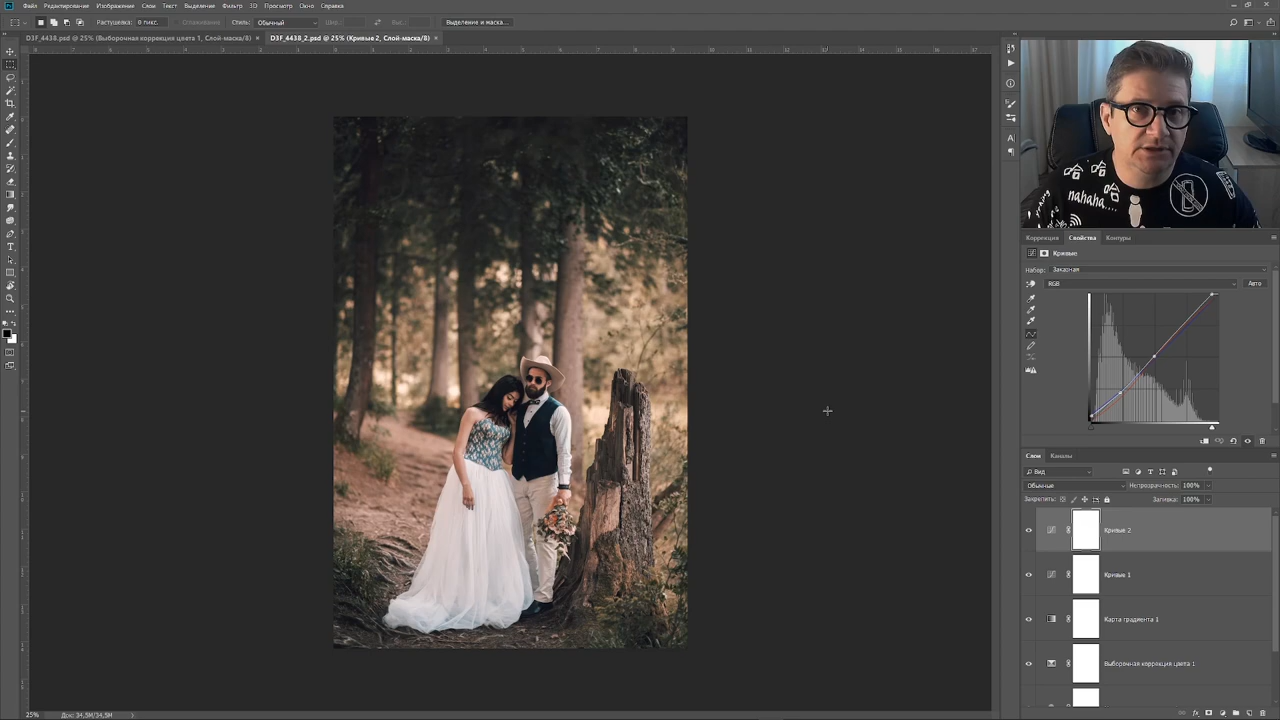 Файл Редактирование Изображение Слои Текст Выделение Фильтр 3D Просмотр Окно Справка
Растушевка: 0 пикс. Сглаживание Стиль: Обычный Шир.: Выс.: Выделение и маска...
D3F_4438.psd @ 25% (Выборочная коррекция цвета 1, Слой-маска/8) × D3F_4438_2.psd @ 25% (Кривые 2, Слой-маска/8) ×
nahaha...
Коррекция Свойства Контуры
Кривые
Набор: Заказная
RGB Авто
Слои Каналы
Вид
Обычные Непрозрачность: 100%
Закрепить: Заливка: 100%
Кривые 2
Кривые 1
Карта градиента 1
Выборочная коррекция цвета 1
25% Док: 34,5M/34,5M